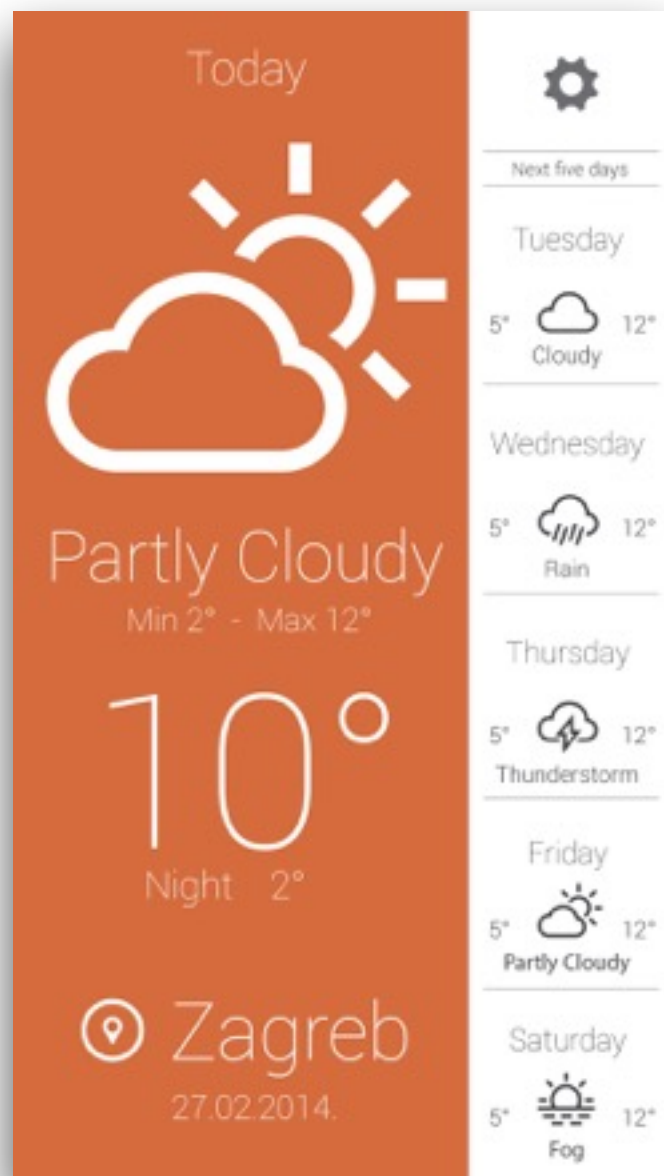 Today
Partly Cloudy
Min 2° - Max 12°
10°
Night 2°
Zagreb
27.02.2014.
Next five days
Tuesday
5° 12°
Cloudy
Wednesday
5° 12°
Rain
Thursday
5° 12°
Thunderstorm
Friday
5° 12°
Partly Cloudy
Saturday
5° 12°
Fog